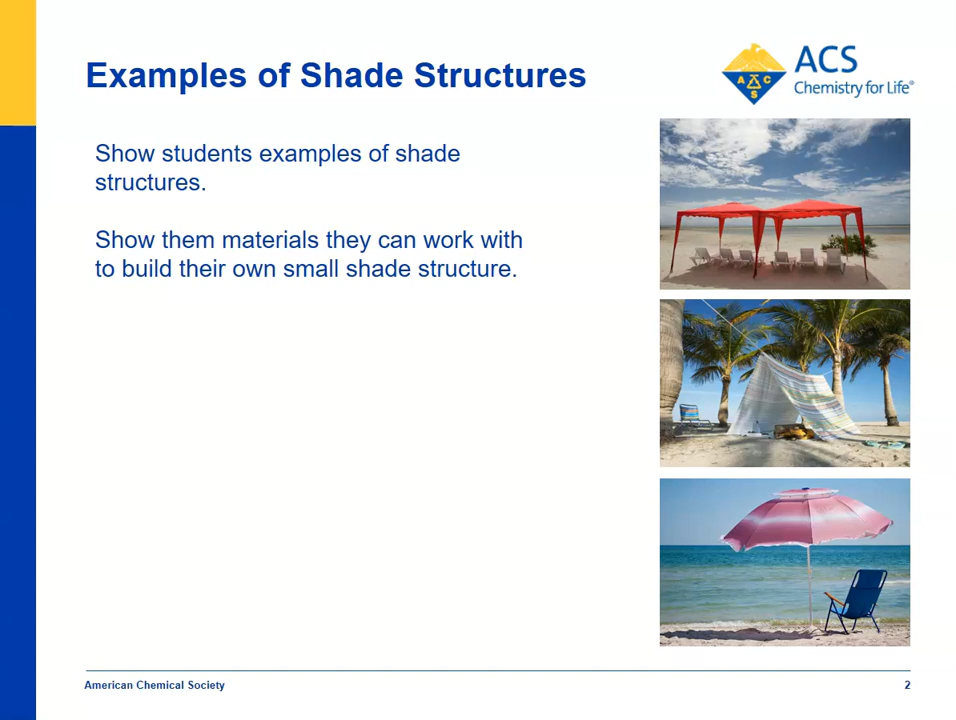 Examples of Shade Structures
ACS
Chemistry for Life®
A C S
Show students examples of shade
structures.
Show them materials they can work with
to build their own small shade structure.
American Chemical Society
2